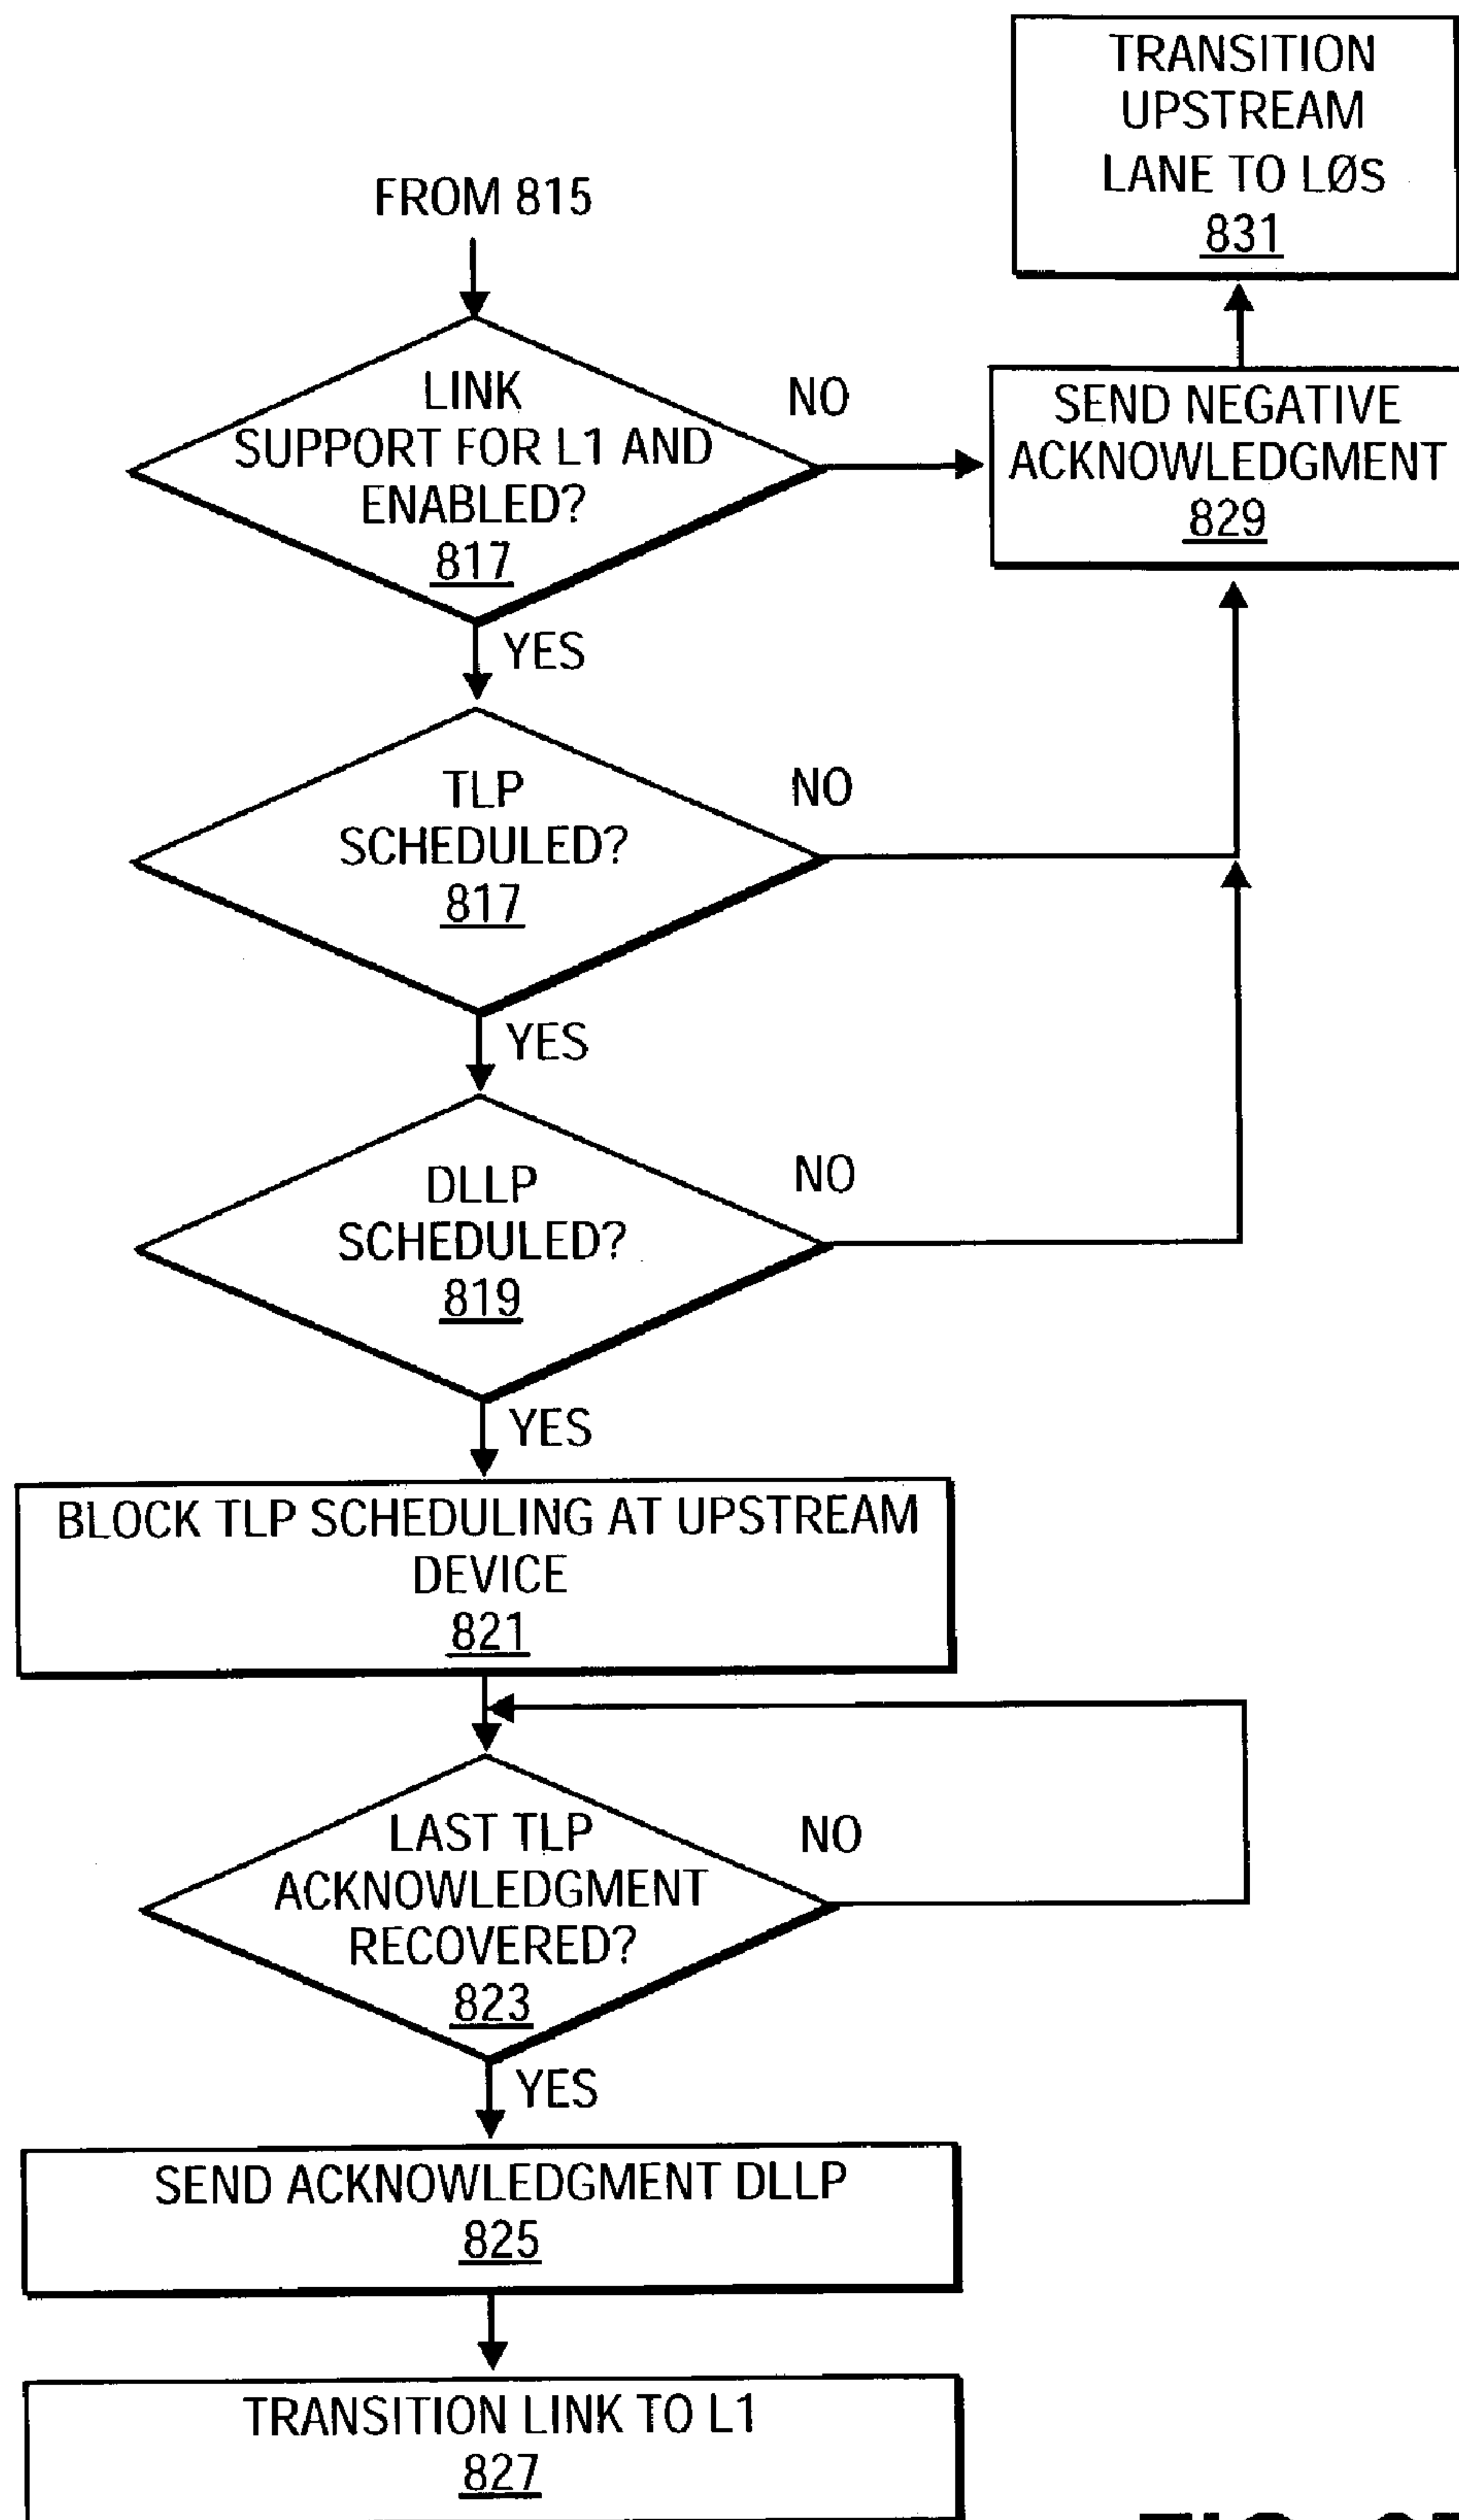 TRANSITION
UPSTREAM
LANE TO LØS
831
FROM 815
LINK
SUPPORT FOR L1 AND
ENABLED?
817
NO
SEND NEGATIVE
ACKNOWLEDGMENT
829
YES
TLP
SCHEDULED?
817
NO
YES
DLLP
SCHEDULED?
819
NO
YES
BLOCK TLP SCHEDULING AT UPSTREAM
DEVICE
821
LAST TLP
ACKNOWLEDGMENT
RECOVERED?
823
NO
YES
SEND ACKNOWLEDGMENT DLLP
825
TRANSITION LINK TO L1
827